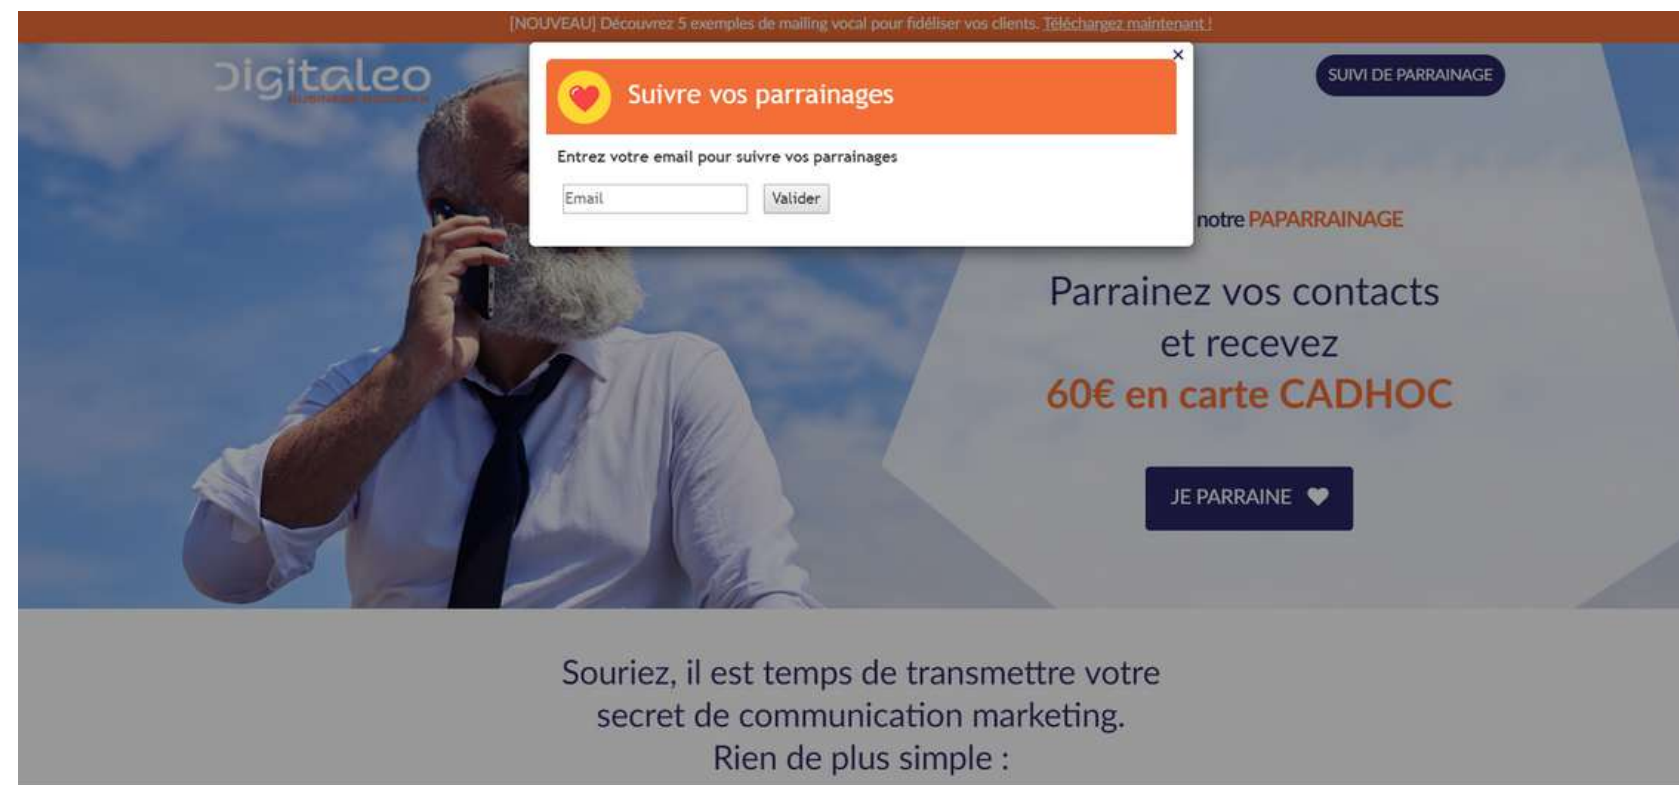 [NOUVEAU] Découvrez 5 exemples de mailing vocal pour fidéliser vos clients. Téléchargez maintenant !
Digitaleo
SUIVI DE PARRAINAGE
×
Suivre vos parrainages
Entrez votre email pour suivre vos parrainages
Email
Valider
notre PAPARRAINAGE
Parrainez vos contacts
et recevez
60€ en carte CADHOC
JE PARRAINE
Souriez, il est temps de transmettre votre
secret de communication marketing.
Rien de plus simple :